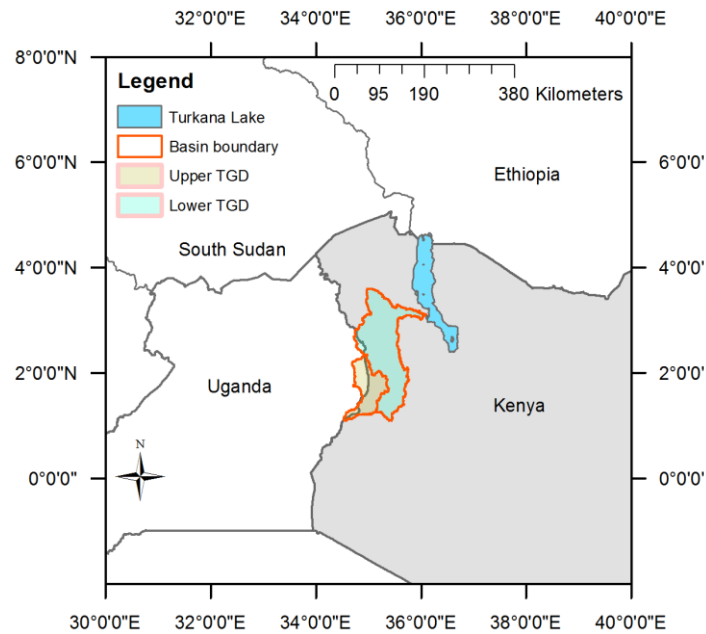 32°0'0"E 34°0'0"E 36°0'0"E 38°0'0"E 40°0'0"E
8°0'0"N
Legend
Turkana Lake
Basin boundary
Upper TGD
Lower TGD
0 95 190 380 Kilometers
6°0'0"N 6°0'0"N
Ethiopia
South Sudan
4°0'0"N 4°0'0"N
2°0'0"N 2°0'0"N
Uganda
Kenya
N
0°0'0" 0°0'0"
30°0'0"E 32°0'0"E 34°0'0"E 36°0'0"E 38°0'0"E 40°0'0"E